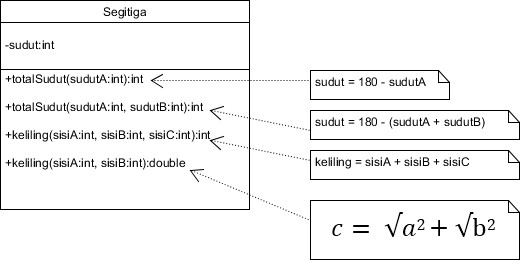 Segitiga
-sudut:int
+totalSudut(sudutA:int):int
+totalSudut(sudutA:int, sudutB:int):int
+keliling(sisiA:int, sisiB:int, sisiC:int):int
+keliling(sisiA:int, sisiB:int):double
sudut = 180 - sudutA
sudut = 180 - (sudutA + sudutB)
keliling = sisiA + sisiB + sisiC
c = √a² + √b²